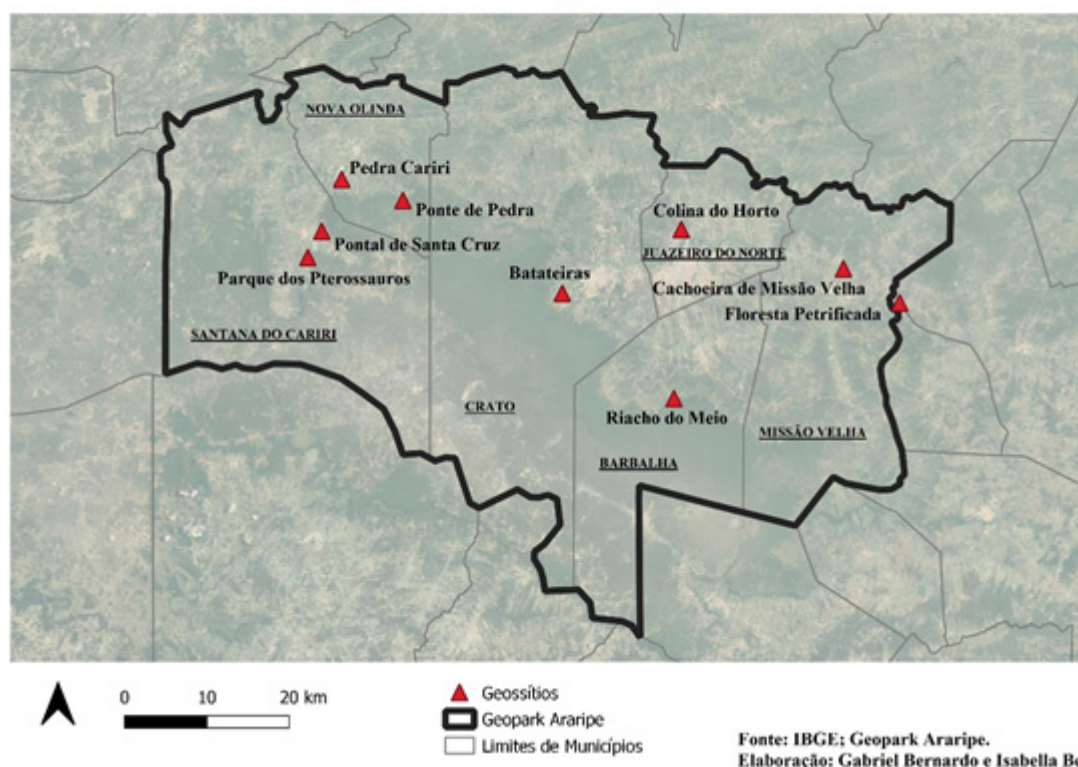 NOVA OLINDA
Pedra Cariri
Ponte de Pedra
Colina do Horto
Pontal de Santa Cruz
JUAZEIRO DO NORTE
Parque dos Pterossauros
Batateiras
Cachoeira de Missão Velha
Floresta Petrificada
SANTANA DO CARIRI
CRATO
Riacho do Meio
MISSÃO VELHA
BARBALHA
0 10 20 km
Geossítios
Geopark Araripe
Limites de Municípios
Fonte: IBGE; Geopark Araripe.
Elaboração: Gabriel Bernardo e Isabella